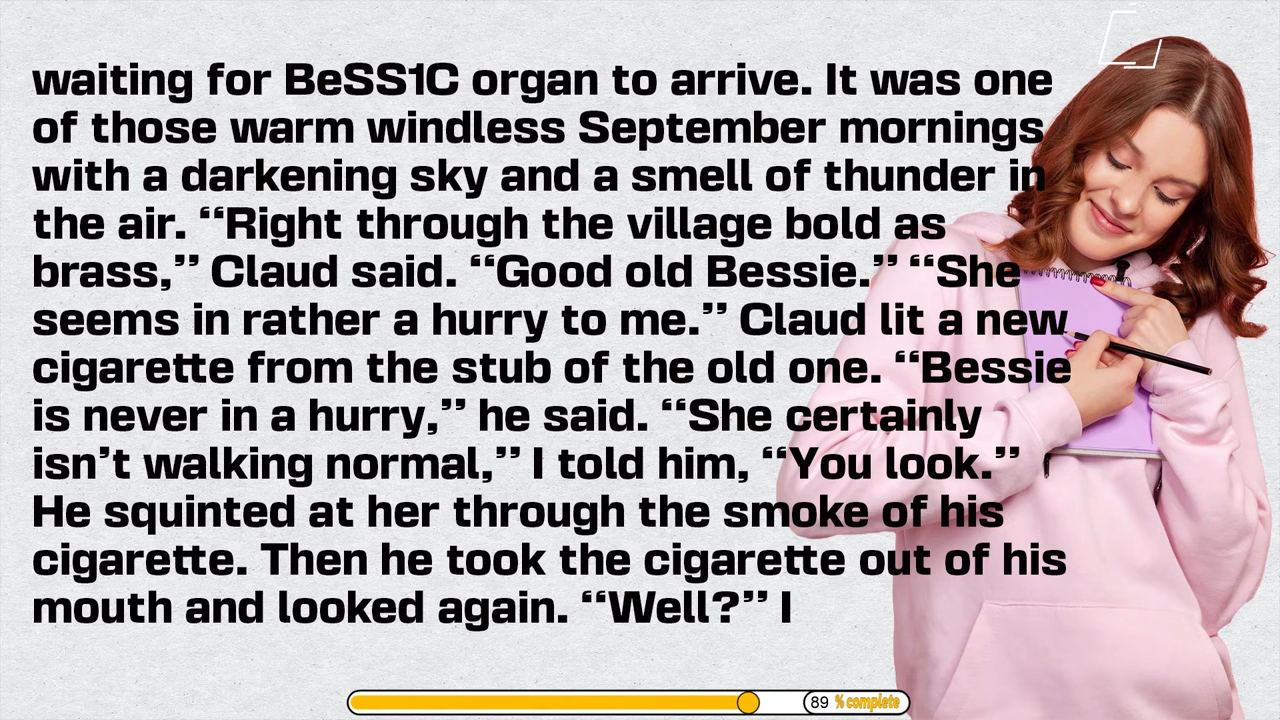 waiting for BeSS1C organ to arrive. It was one
of those warm windless September mornings
with a darkening sky and a smell of thunder in
the air. “Right through the village bold as
brass,” Claud said. “Good old Bessie.” “She
seems in rather a hurry to me.” Claud lit a new
cigarette from the stub of the old one. “Bessie
is never in a hurry,” he said. “She certainly
isn’t walking normal,” I told him, “You look.”
He squinted at her through the smoke of his
cigarette. Then he took the cigarette out of his
mouth and looked again. “Well?” I
89 % complete